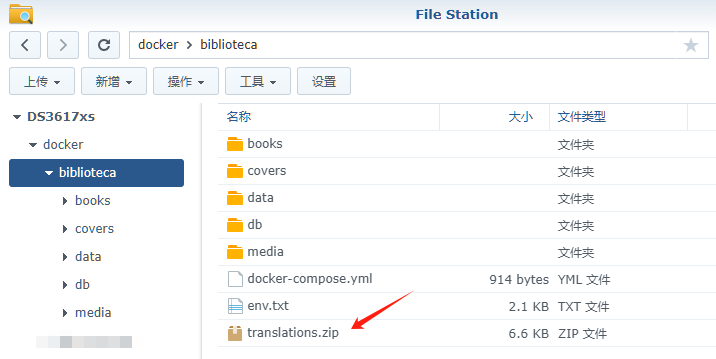 File Station
docker > biblioteca
上传 新增 操作 工具 设置
DS3617xs
docker
biblioteca
books
covers
data
db
media
名称 大小 文件类型
books 文件夹
covers 文件夹
data 文件夹
db 文件夹
media 文件夹
docker-compose.yml 914 bytes YML 文件
env.txt 2.1 KB TXT 文件
translations.zip 6.6 KB ZIP 文件